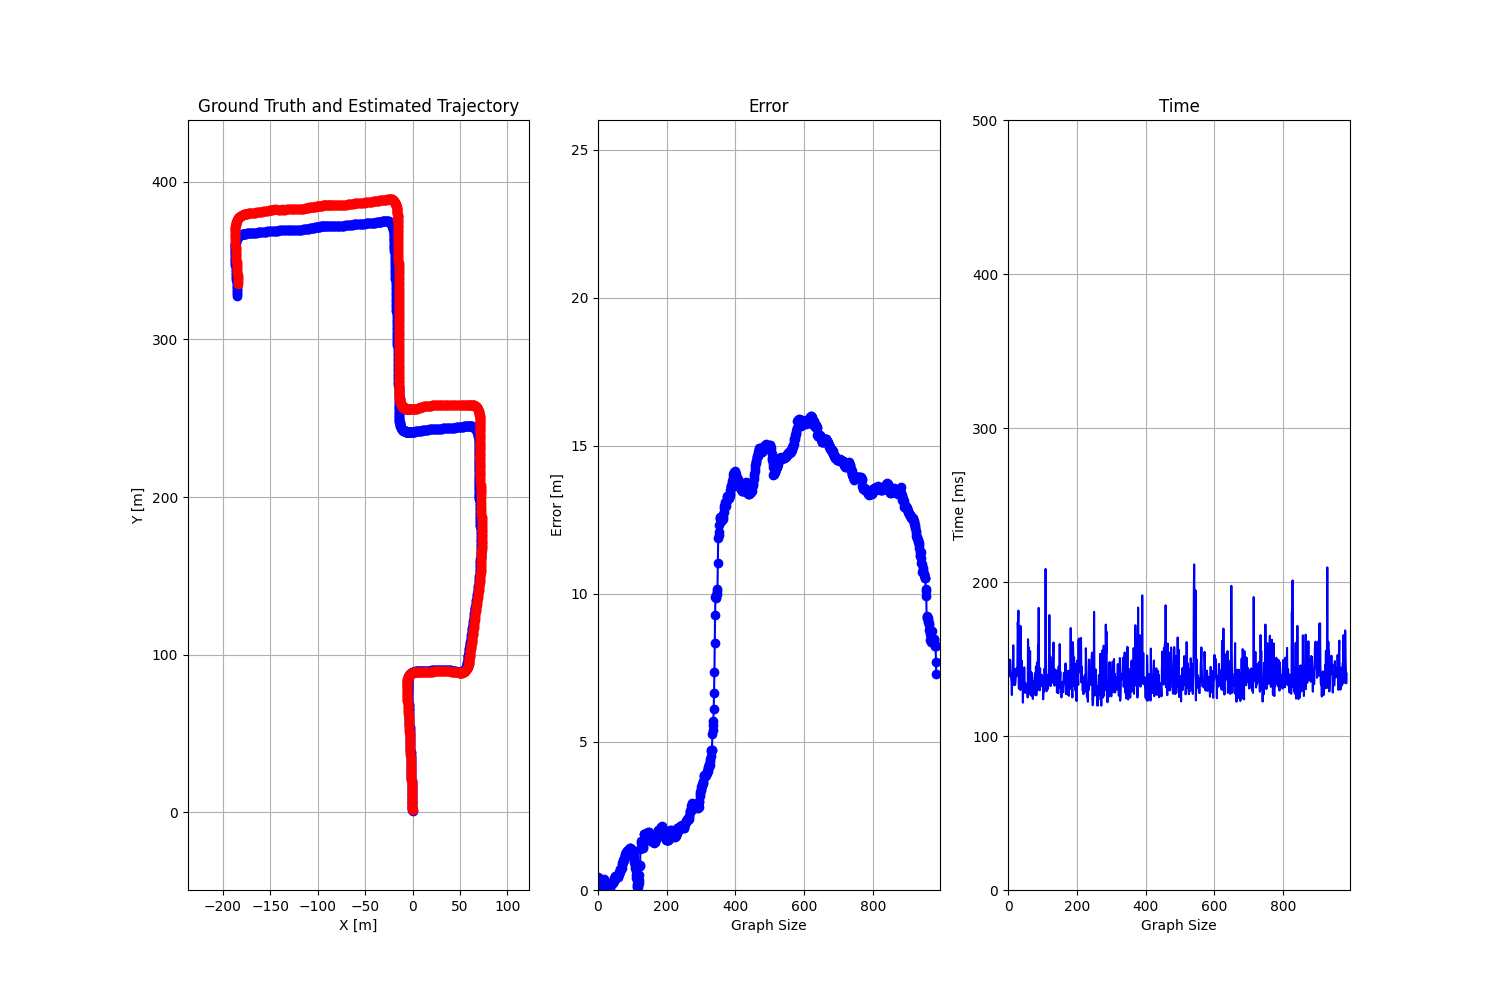 Ground Truth and Estimated Trajectory
400
300
200
100
0
Y [m]
−200 −150 −100 −50 0 50 100
X [m]
Error
25
20
15
10
5
0
Error [m]
0 200 400 600 800
Graph Size
Time
500
400
300
200
100
0
Time [ms]
0 200 400 600 800
Graph Size